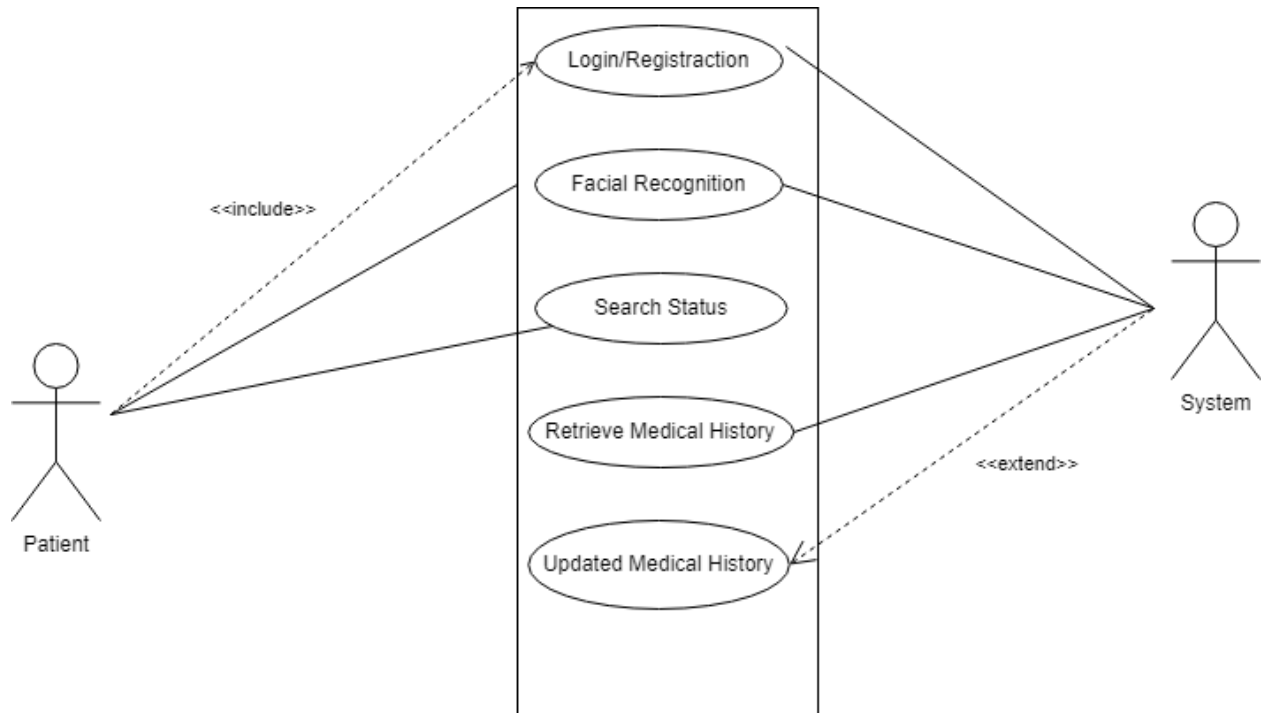 Login/Registraction
Facial Recognition
<<include>>
Search Status
System
Retrieve Medical History
<<extend>>
Patient
Updated Medical History